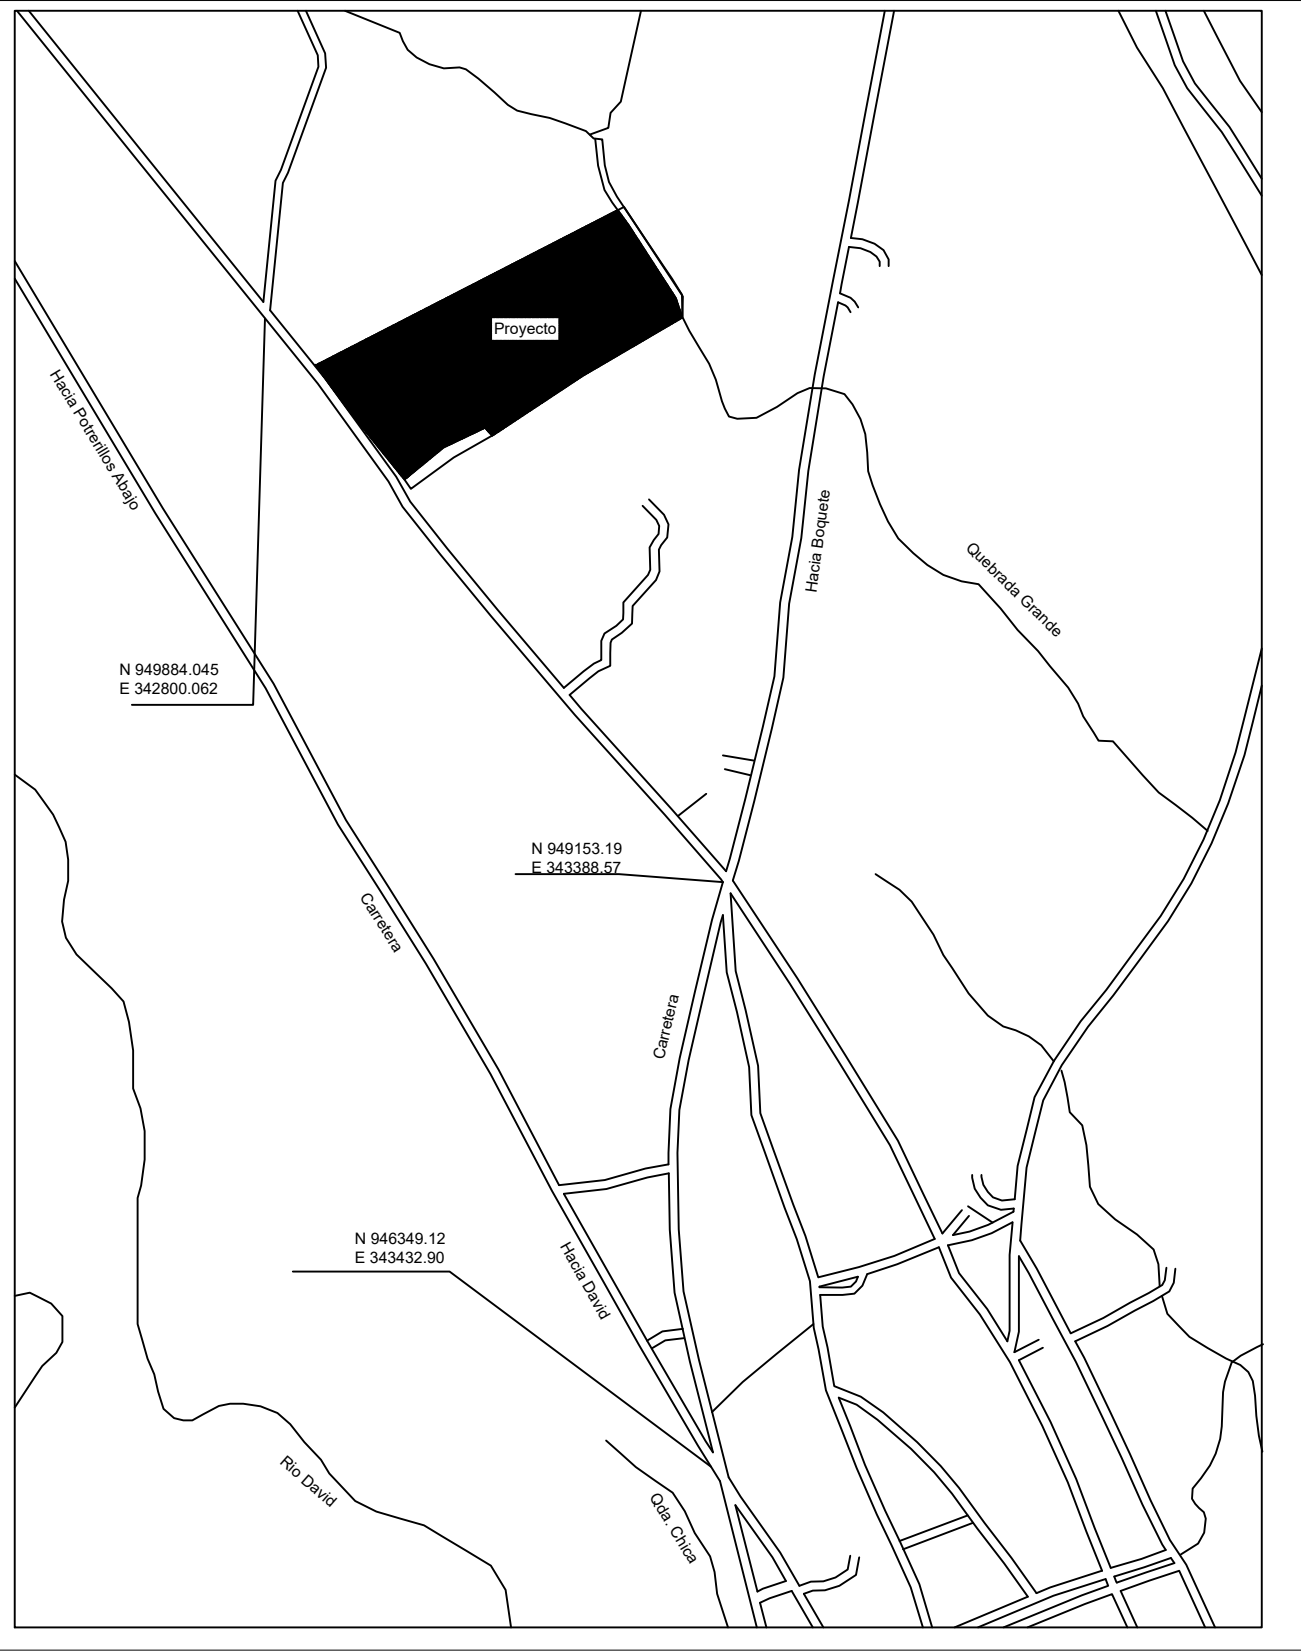 Proyecto
Hacia Potrerillos Abajo
Hacia Boquete
Quebrada Grande
N 949884.045
E 342800.062
N 949153.19
E 343388.57
Carretera
Carretera
N 946349.12
E 343432.90
Hacia David
Rio David
Qda. Chica